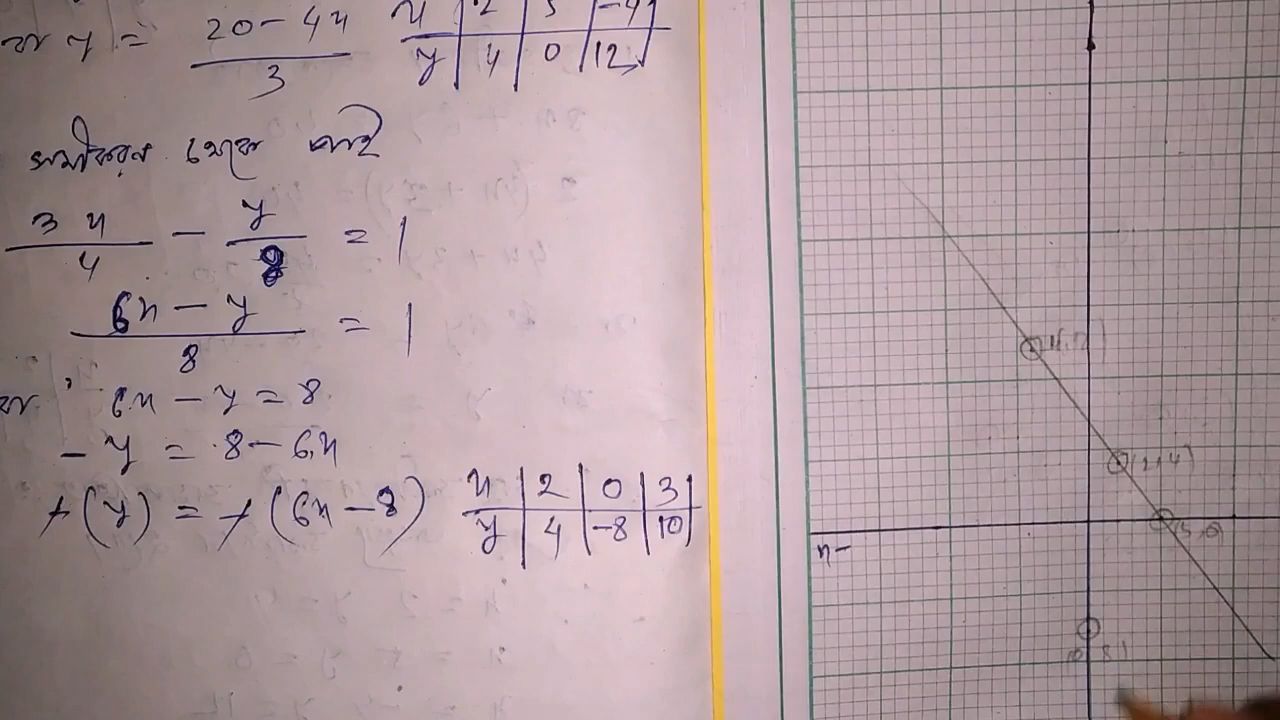 বা y = 20 - 4x / 3
x | 2 | 5 | -4
y | 4 | 0 | 12
সমীকরণ থেকে পাই
3x/4 - y/8 = 1
6x - y / 8 = 1
বা, 6x - y = 8
- y = 8 - 6x
+(y) = +(6x - 8)
x | 2 | 0 | 3
y | 4 | -8 | 10
(2,4)
(5,0)
x-